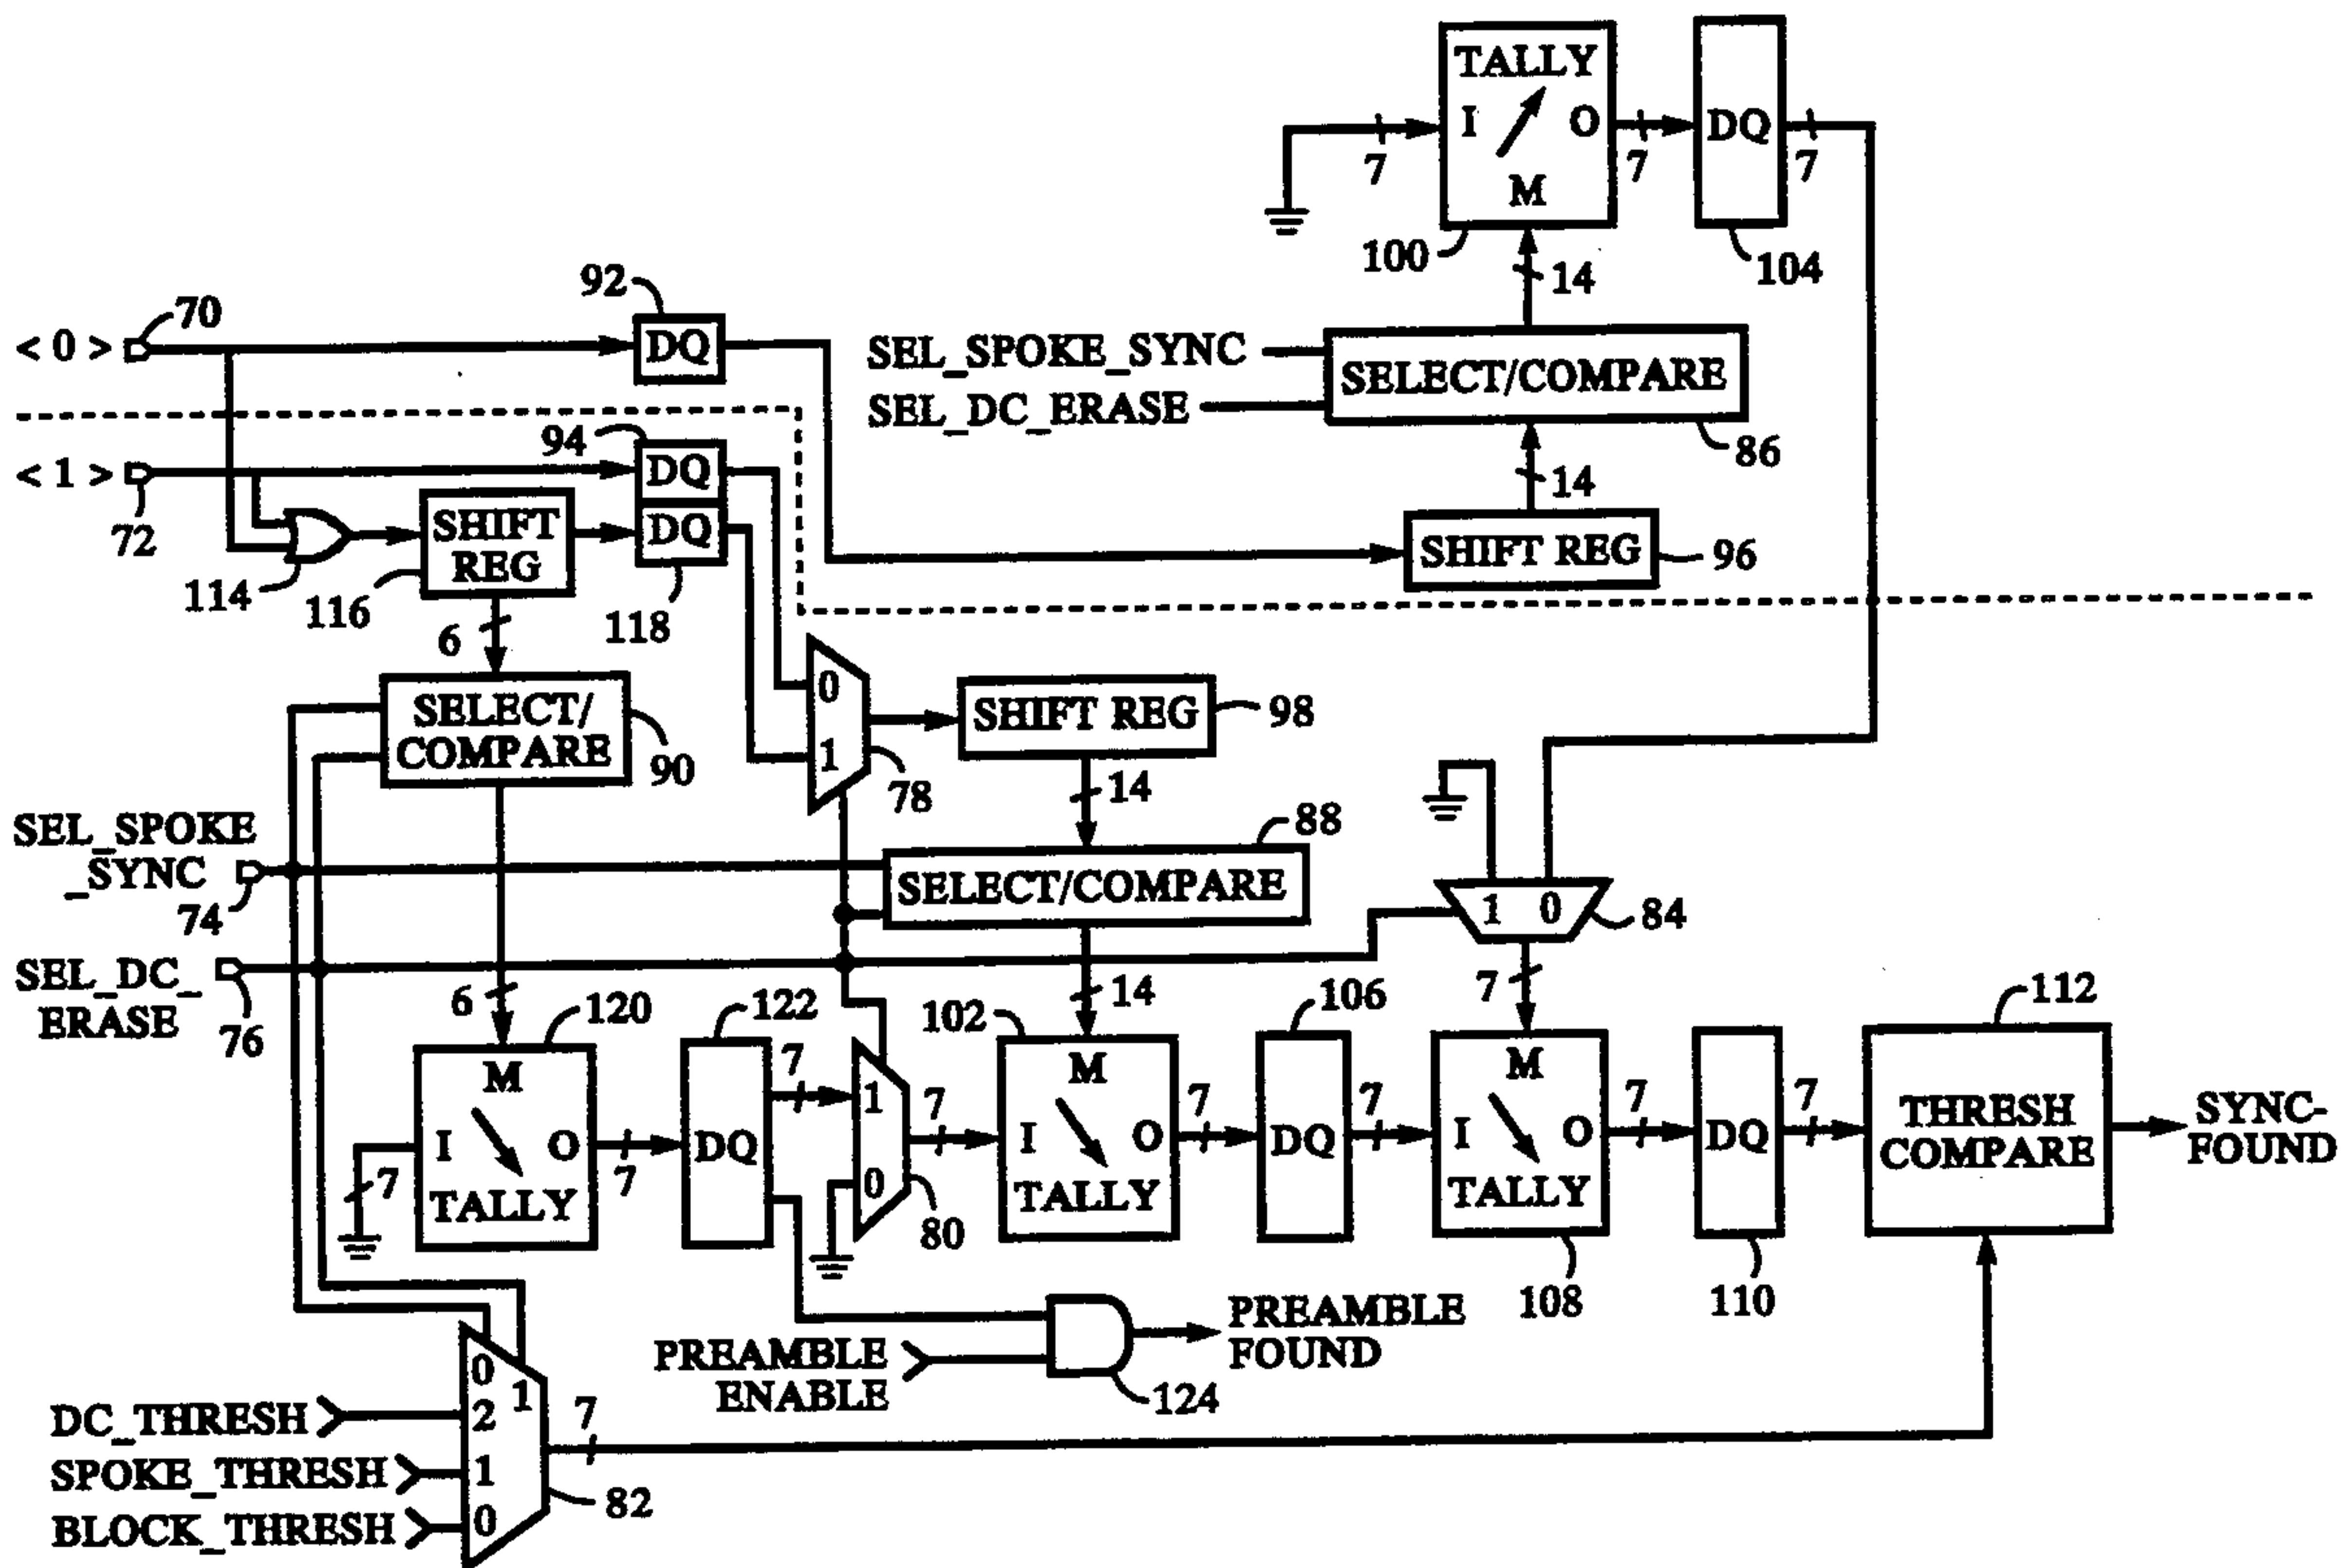 TALLY
I O
M
7
7
DQ
7
100
104
14
< 0 >
70
92
DQ
SEL_SPOKE_SYNC
SEL_DC_ERASE
SELECT/COMPARE
86
14
< 1 >
72
94
DQ
DQ
118
114
SHIFT
REG
116
SHIFT REG
96
6
SELECT/
COMPARE
90
0
1
78
SHIFT REG
98
14
88
SELECT/COMPARE
SEL_SPOKE
_SYNC
74
1 0
84
SEL_DC_
ERASE
76
6
120
122
14
102
106
7
112
M
I O
TALLY
7
7
DQ
7
1
0
80
7
M
I O
TALLY
7
DQ
7
M
I O
TALLY
108
7
DQ
110
7
THRESH
COMPARE
SYNC-
FOUND
PREAMBLE
ENABLE
124
PREAMBLE
FOUND
0
1
2
1
0
82
7
DC_THRESH
SPOKE_THRESH
BLOCK_THRESH